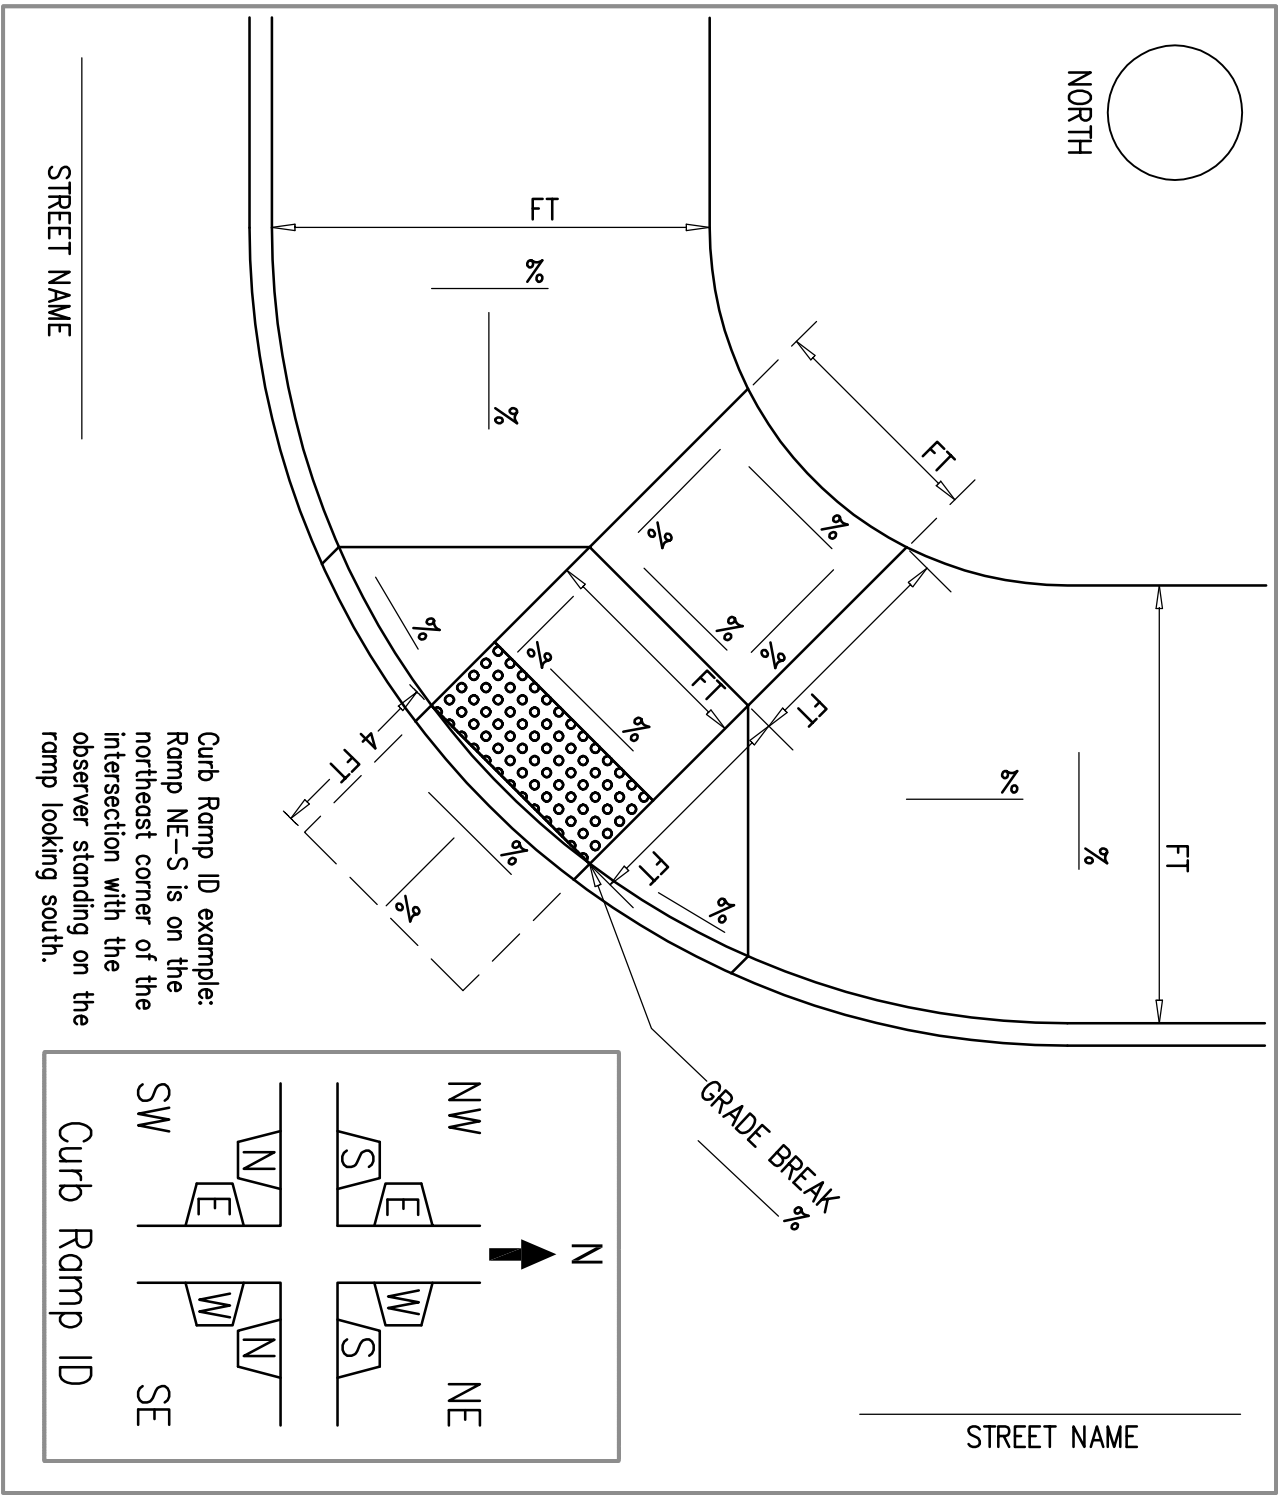 NORTH
FT
%
%
STREET NAME
FT
%
%
%
%
FT
FT
%
%
%
FT
4 FT
%
%
%
%
%
FT
GRADE BREAK
%
STREET NAME
Curb Ramp ID example:
Ramp NE-S is on the
northeast corner of the
intersection with the
observer standing on the
ramp looking south.
N
NW
NE
E
W
S
S
N
N
E
W
SW
SE
Curb Ramp ID